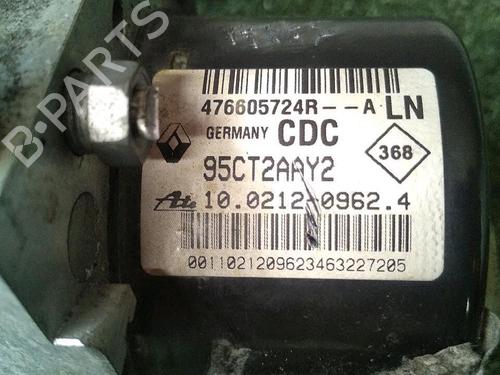 B-PARTS
476605724R--A LN
GERMANY CDC
368
95CT2AAY2
Ate 10.0212-0962.4
0011021209623463227205